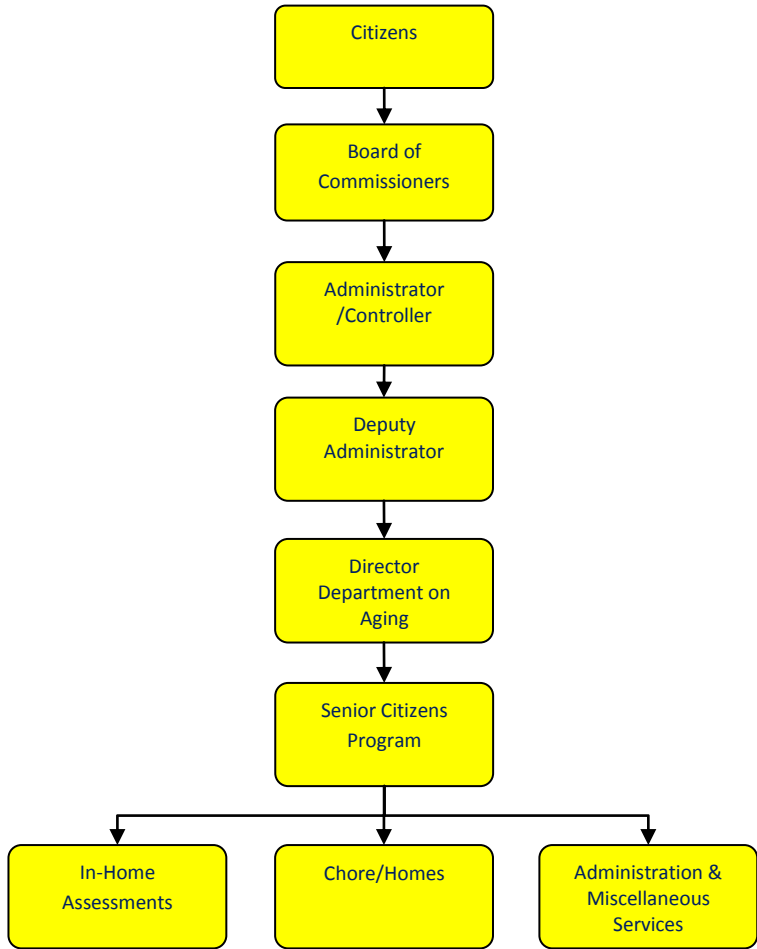 Citizens
Board of
Commissioners
Administrator
/Controller
Deputy
Administrator
Director
Department on
Aging
Senior Citizens
Program
In-Home
Assessments
Chore/Homes
Administration &
Miscellaneous
Services